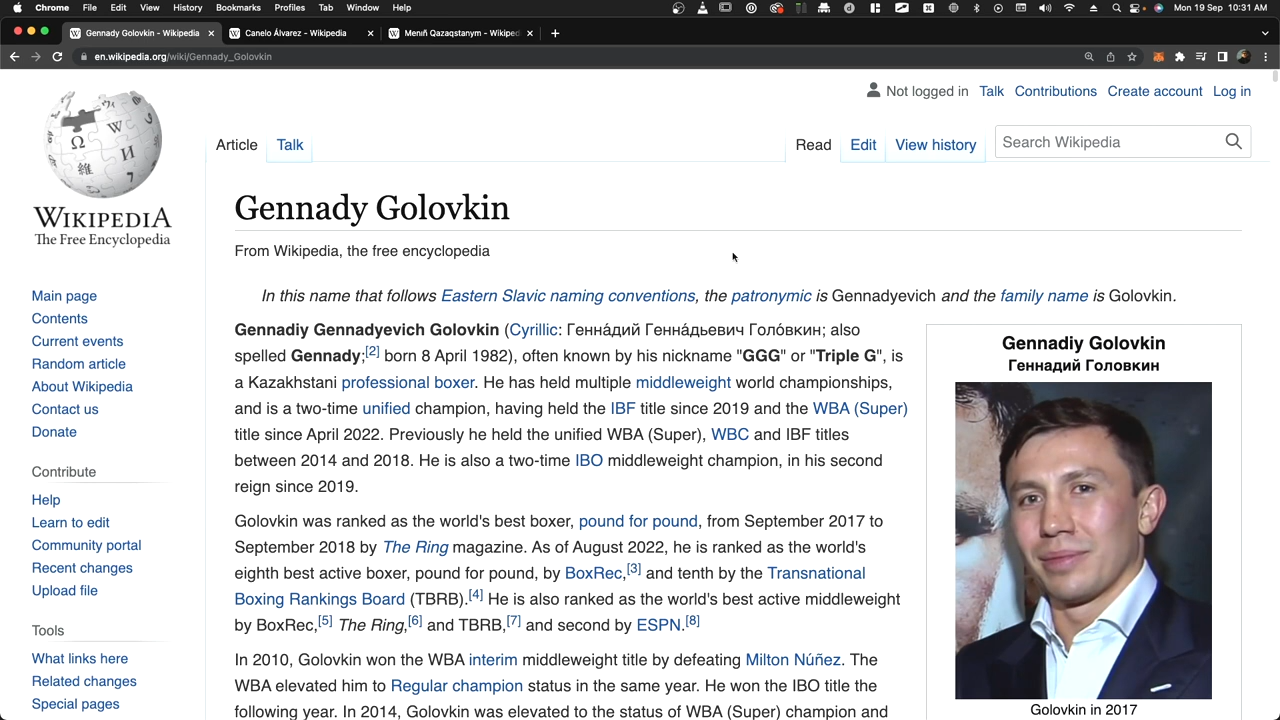 Chrome File Edit View History Bookmarks Profiles Tab Window Help Mon 19 Sep 10:31 AM
Gennady Golovkin - Wikipedia Canelo Álvarez - Wikipedia Meniñ Qazaqstanym - Wikiped
en.wikipedia.org/wiki/Gennady_Golovkin
Not logged in Talk Contributions Create account Log in
Article Talk Read Edit View history Search Wikipedia
WIKIPEDIA
The Free Encyclopedia
Main page
Contents
Current events
Random article
About Wikipedia
Contact us
Donate
Contribute
Help
Learn to edit
Community portal
Recent changes
Upload file
Tools
What links here
Related changes
Special pages
Gennady Golovkin
From Wikipedia, the free encyclopedia
In this name that follows Eastern Slavic naming conventions, the patronymic is Gennadyevich and the family name is Golovkin.
Gennadiy Gennadyevich Golovkin (Cyrillic: Генна́дий Генна́дьевичГоло́вкин; also
spelled Gennady;[2] born 8 April 1982), often known by his nickname "GGG" or "Triple G", is
a Kazakhstani professional boxer. He has held multiple middleweight world championships,
and is a two-time unified champion, having held the IBF title since 2019 and the WBA (Super)
title since April 2022. Previously he held the unified WBA (Super), WBC and IBF titles
between 2014 and 2018. He is also a two-time IBO middleweight champion, in his second
reign since 2019.
Golovkin was ranked as the world's best boxer, pound for pound, from September 2017 to
September 2018 by The Ring magazine. As of August 2022, he is ranked as the world's
eighth best active boxer, pound for pound, by BoxRec,[3] and tenth by the Transnational
Boxing Rankings Board (TBRB).[4] He is also ranked as the world's best active middleweight
by BoxRec,[5] The Ring,[6] and TBRB,[7] and second by ESPN.[8]
In 2010, Golovkin won the WBA interim middleweight title by defeating Milton Núñez. The
WBA elevated him to Regular champion status in the same year. He won the IBO title the
following year. In 2014, Golovkin was elevated to the status of WBA (Super) champion and
Gennadiy Golovkin
Геннадий Головкин
Golovkin in 2017